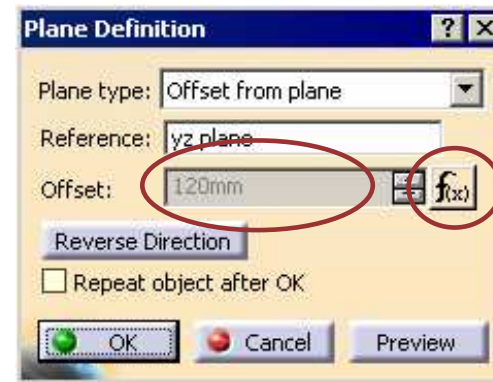 Plane Definition ? X
Plane type: Offset from plane
Reference: yz plane
Offset: 120mm f(x)
Reverse Direction
Repeat object after OK
OK Cancel Preview